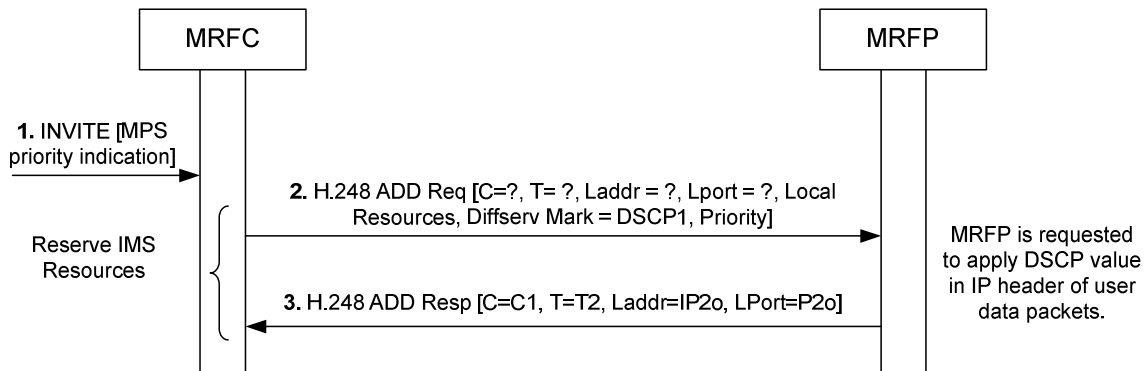 MRFC
MRFP
1. INVITE [MPS
priority indication]
2. H.248 ADD Req [C=?, T= ?, Laddr = ?, Lport = ?, Local
Resources, Diffserv Mark = DSCP1, Priority]
Reserve IMS
Resources
MRFP is requested
to apply DSCP value
in IP header of user
data packets.
3. H.248 ADD Resp [C=C1, T=T2, Laddr=IP2o, LPort=P2o]